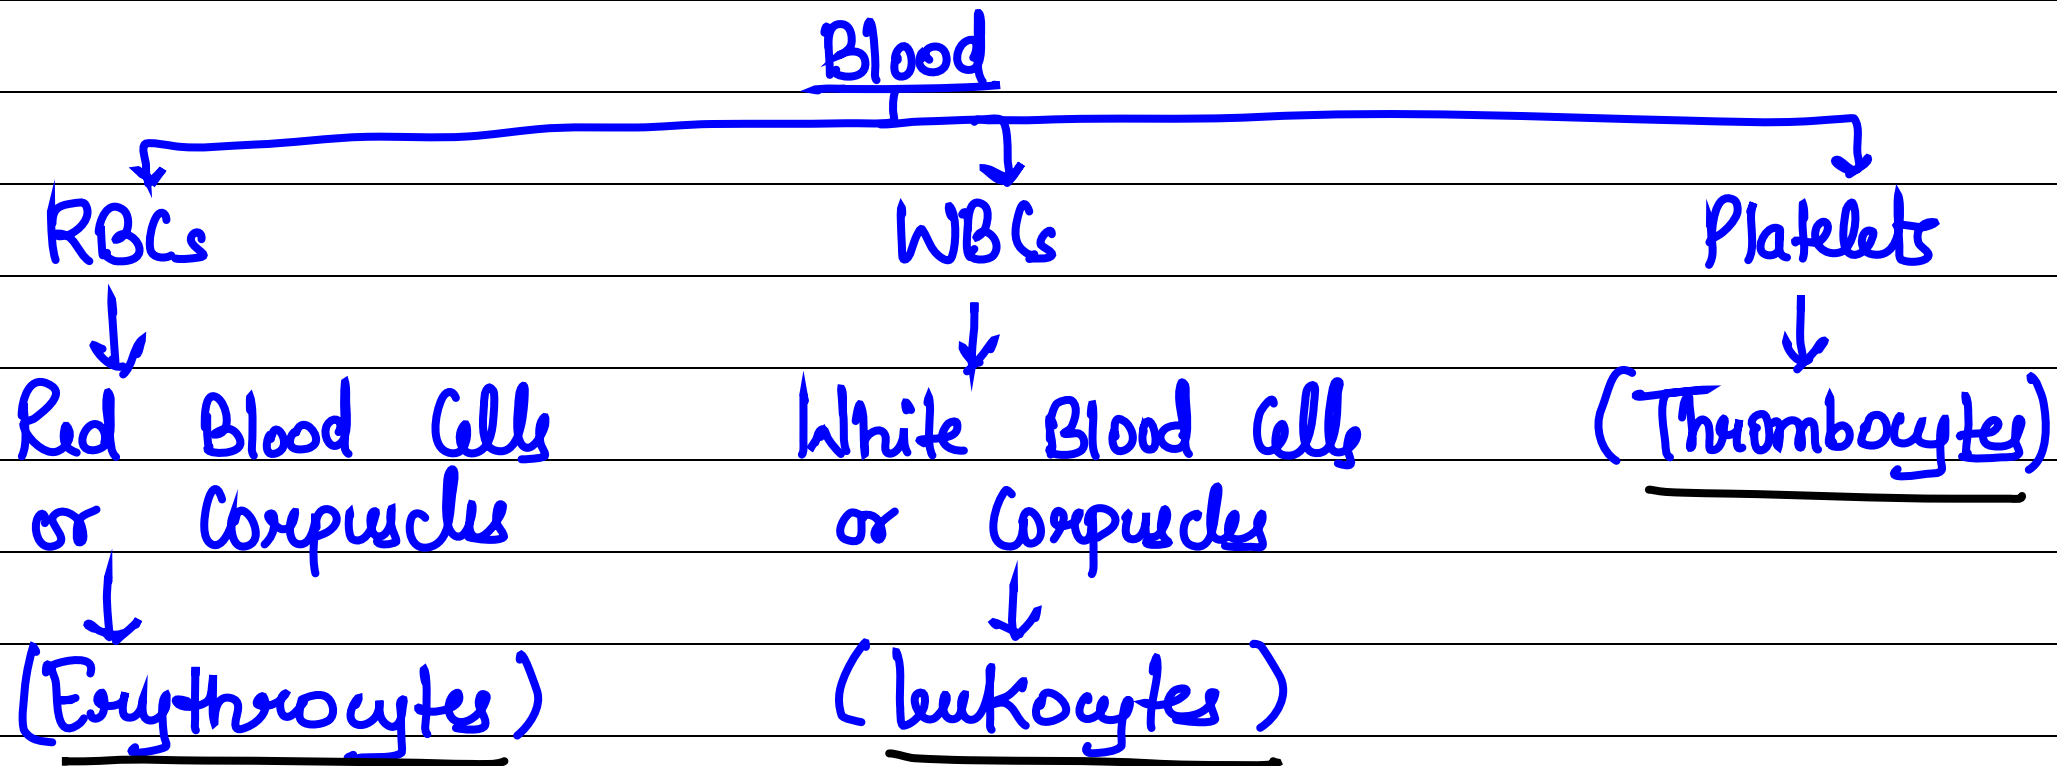 Blood
RBCs WBCs Platelets
Red Blood Cells White Blood Cells (Thrombocytes)
or Corpuscles or Corpuscles
(Erythrocytes) (leukocytes)